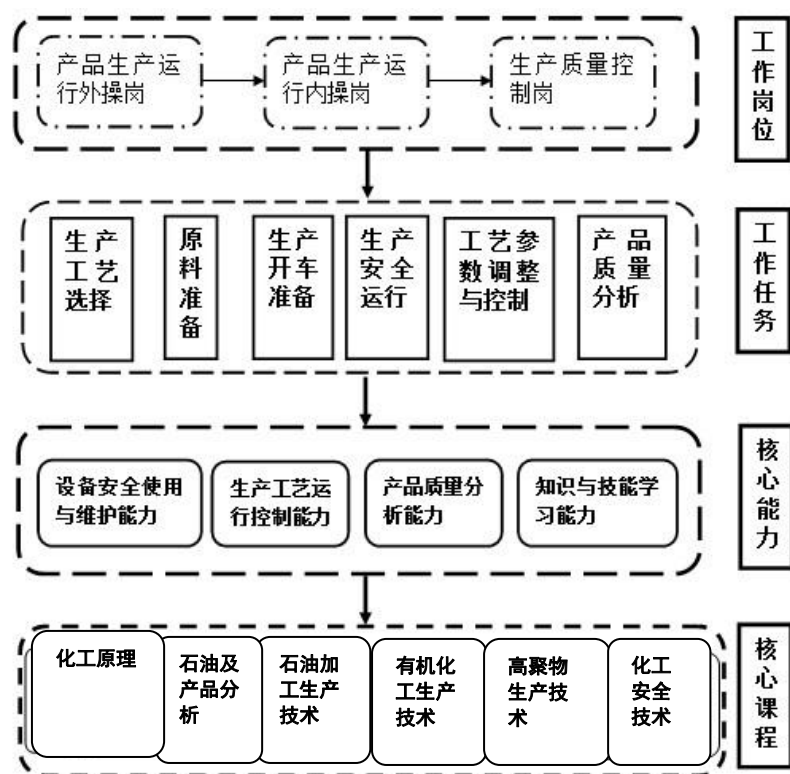 产品生产运
行外操岗
产品生产运
行内操岗
生产质量控
制岗
工作岗位
生产
工艺
选择
原料准备
生产
开车
准备
生产
安全
运行
工艺参
数调整
与控制
产品
质量
分析
工作任务
设备安全使用
与维护能力
生产工艺运
行控制能力
产品质量分
析能力
知识与技能学
习能力
核心能力
化工原理
石油及
产品分
析
石油加
工生产
技术
有机化
工生产
技术
高聚物
生产技
术
化工
安全
技术
核心课程